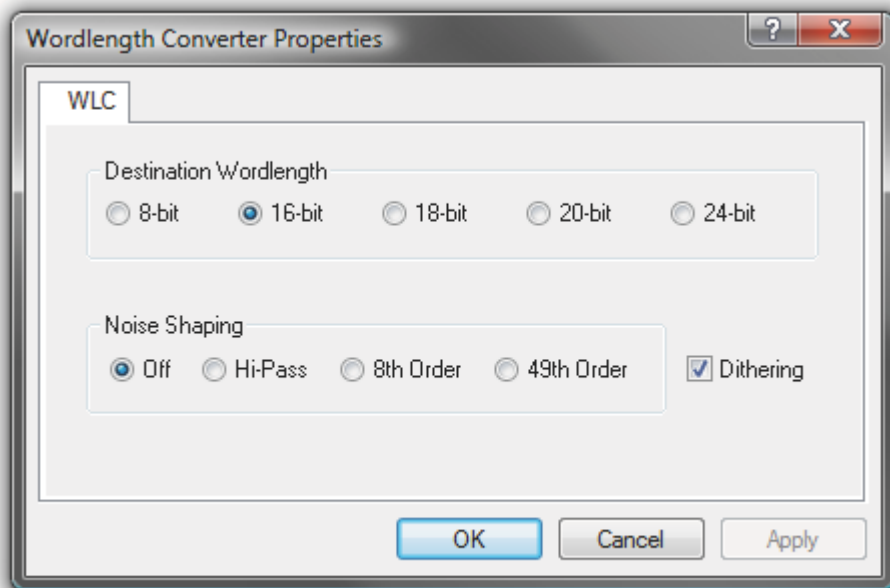 Wordlength Converter Properties
?
WLC
Destination Wordlength
8-bit 16-bit 18-bit 20-bit 24-bit
Noise Shaping
Off Hi-Pass 8th Order 49th Order Dithering
OK Cancel Apply